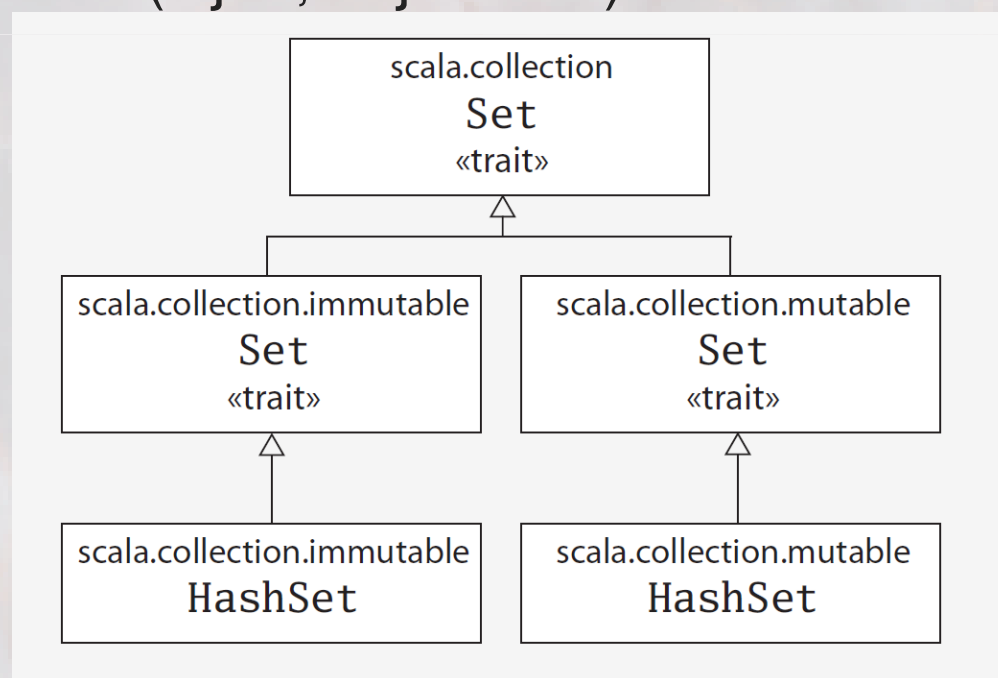 scala.collection
Set
«trait»
scala.collection.immutable
Set
«trait»
scala.collection.mutable
Set
«trait»
scala.collection.immutable
HashSet
scala.collection.mutable
HashSet